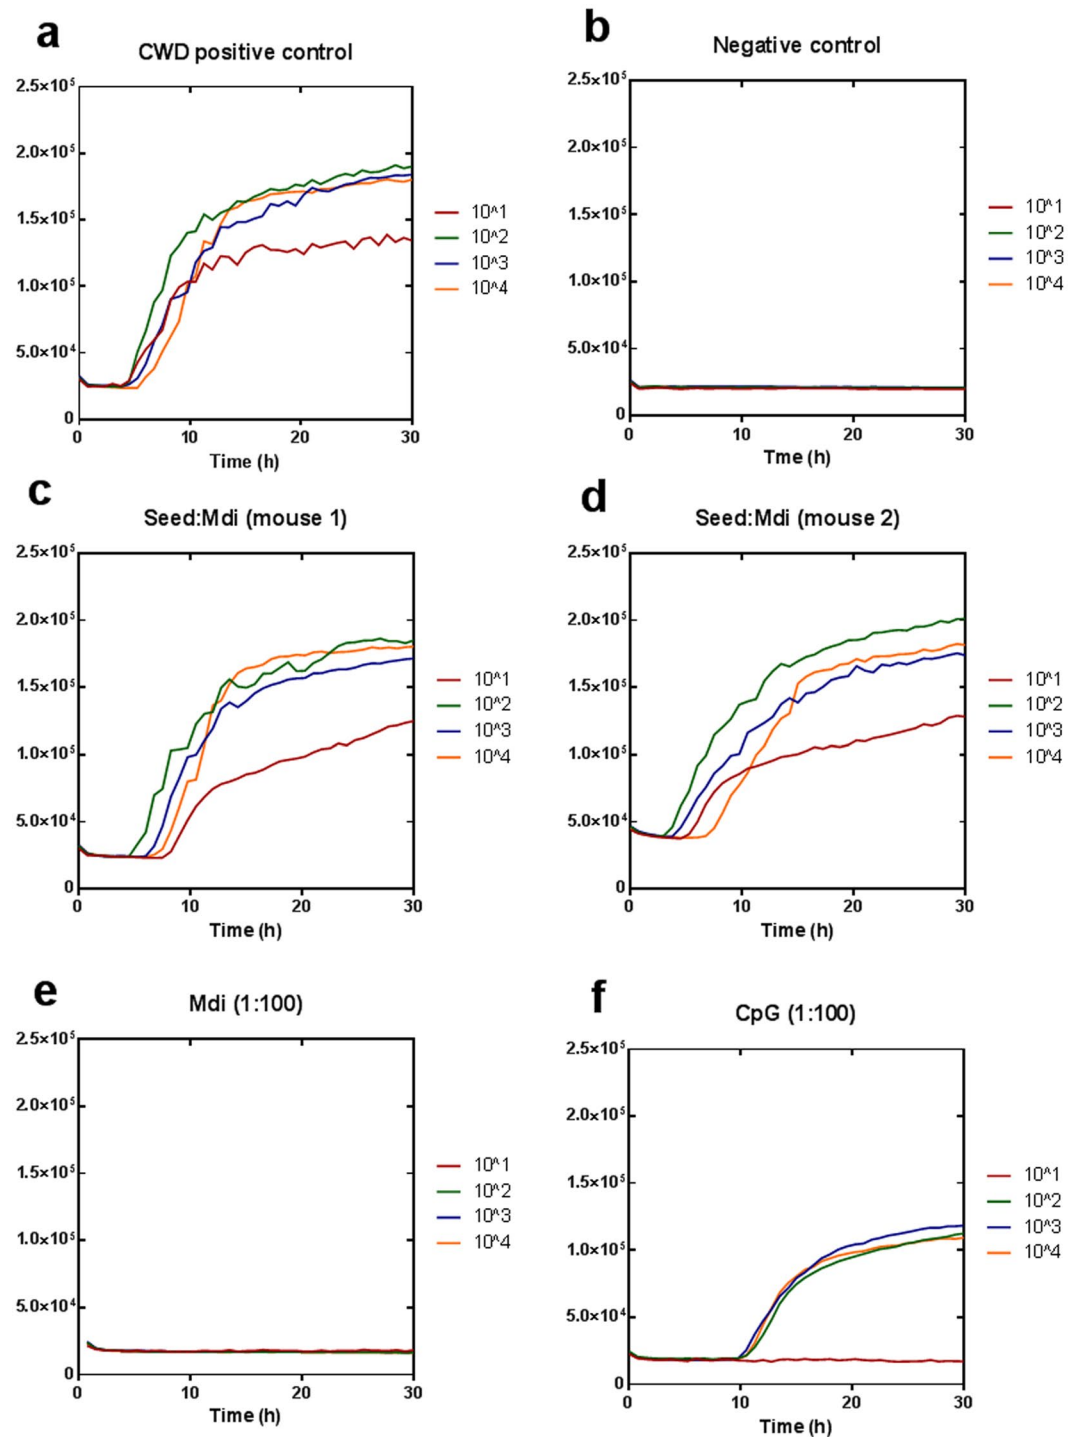 a
CWD positive control
2.5×10⁵
2.0×10⁵
1.5×10⁵
1.0×10⁵
5.0×10⁴
0
0 10 20 30
Time (h)
10^1
10^2
10^3
10^4
b
Negative control
2.5×10⁵
2.0×10⁵
1.5×10⁵
1.0×10⁵
5.0×10⁴
0
0 10 20 30
Tme (h)
10^1
10^2
10^3
10^4
c
Seed:Mdi (mouse 1)
2.5×10⁵
2.0×10⁵
1.5×10⁵
1.0×10⁵
5.0×10⁴
0
0 10 20 30
Time (h)
10^1
10^2
10^3
10^4
d
Seed:Mdi (mouse 2)
2.5×10⁵
2.0×10⁵
1.5×10⁵
1.0×10⁵
5.0×10⁴
0
0 10 20 30
Time (h)
10^1
10^2
10^3
10^4
e
Mdi (1:100)
2.5×10⁵
2.0×10⁵
1.5×10⁵
1.0×10⁵
5.0×10⁴
0
0 10 20 30
Time (h)
10^1
10^2
10^3
10^4
f
CpG (1:100)
2.5×10⁵
2.0×10⁵
1.5×10⁵
1.0×10⁵
5.0×10⁴
0
0 10 20 30
Time (h)
10^1
10^2
10^3
10^4